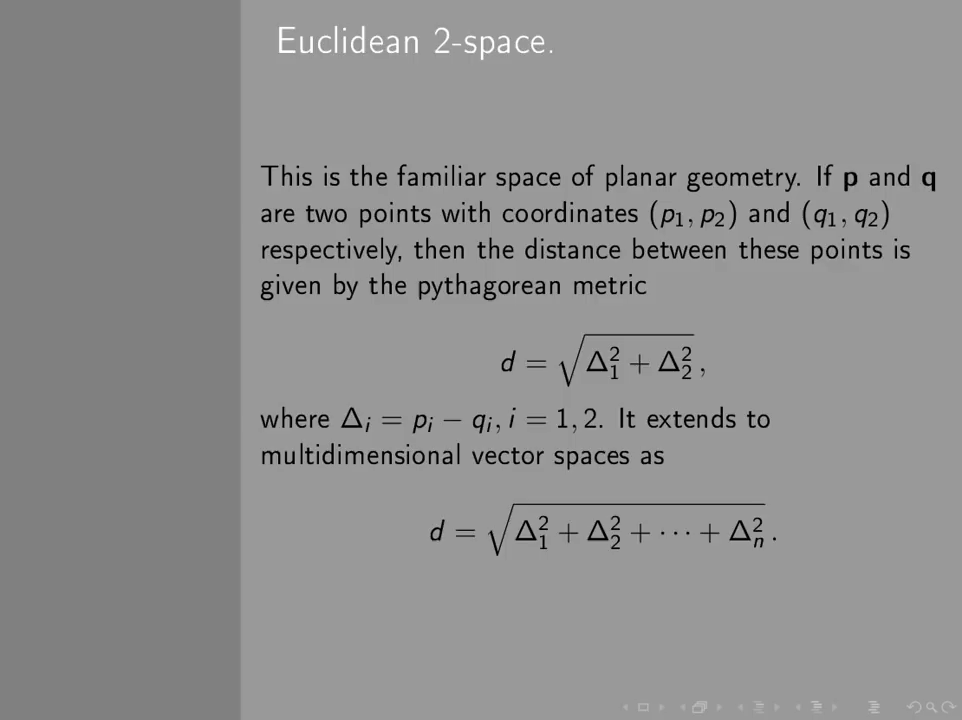 Euclidean 2-space.
This is the familiar space of planar geometry. If p and q
are two points with coordinates (p₁, p₂) and (q₁, q₂)
respectively, then the distance between these points is
given by the pythagorean metric
d = √(Δ₁² + Δ₂²) ,
where Δᵢ = pᵢ − qᵢ, i = 1, 2. It extends to
multidimensional vector spaces as
d = √(Δ₁² + Δ₂² + ⋯ + Δₙ²) .